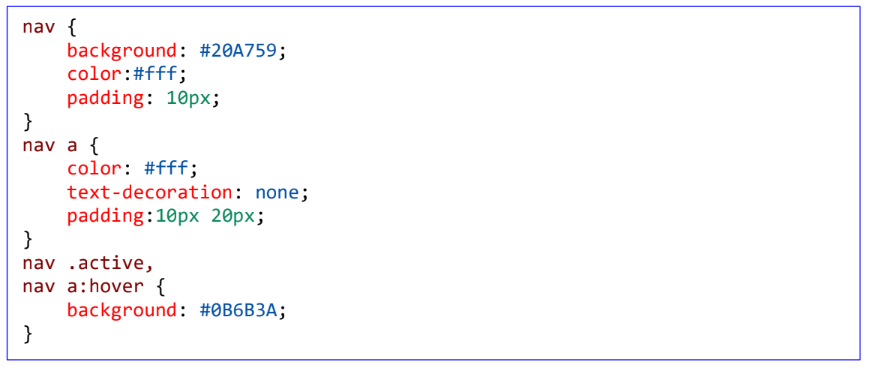 nav {
    background: #20A759;
    color:#fff;
    padding: 10px;
}
nav a {
    color: #fff;
    text-decoration: none;
    padding:10px 20px;
}
nav .active,
nav a:hover {
    background: #0B6B3A;
}